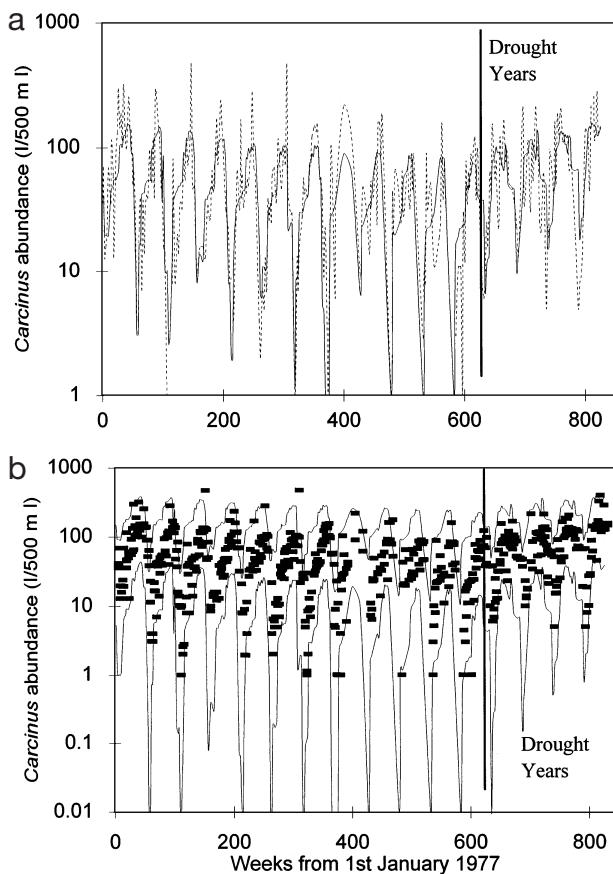 a
1000
100
10
1
Carcinus abundance (I/500 m l)
Drought
Years
0
200
400
600
800
b
1000
100
10
1
0.1
0.01
Carcinus abundance (I/500 m l)
Drought
Years
0
200
400
600
800
Weeks from 1st January 1977